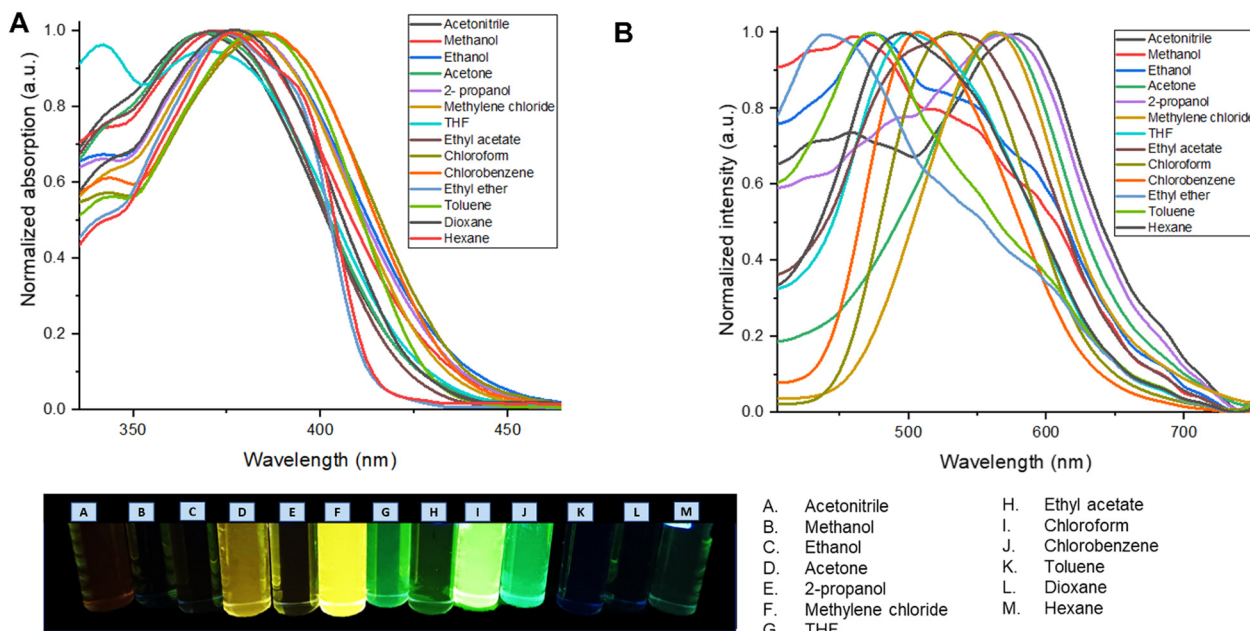 A
Normalized absorption (a.u.)
1.0
0.8
0.6
0.4
0.2
0.0
350
400
450
Wavelength (nm)
Acetonitrile
Methanol
Ethanol
Acetone
2- propanol
Methylene chloride
THF
Ethyl acetate
Chloroform
Chlorobenzene
Ethyl ether
Toluene
Dioxane
Hexane
B
Normalized intensity (a.u.)
1.0
0.8
0.6
0.4
0.2
0.0
500
600
700
Wavelength (nm)
Acetonitrile
Methanol
Ethanol
Acetone
2-propanol
Methylene chloride
THF
Ethyl acetate
Chloroform
Chlorobenzene
Ethyl ether
Toluene
Hexane
A B C D E F G H I J K L M
A. Acetonitrile
B. Methanol
C. Ethanol
D. Acetone
E. 2-propanol
F. Methylene chloride
G. THF
H. Ethyl acetate
I. Chloroform
J. Chlorobenzene
K. Toluene
L. Dioxane
M. Hexane